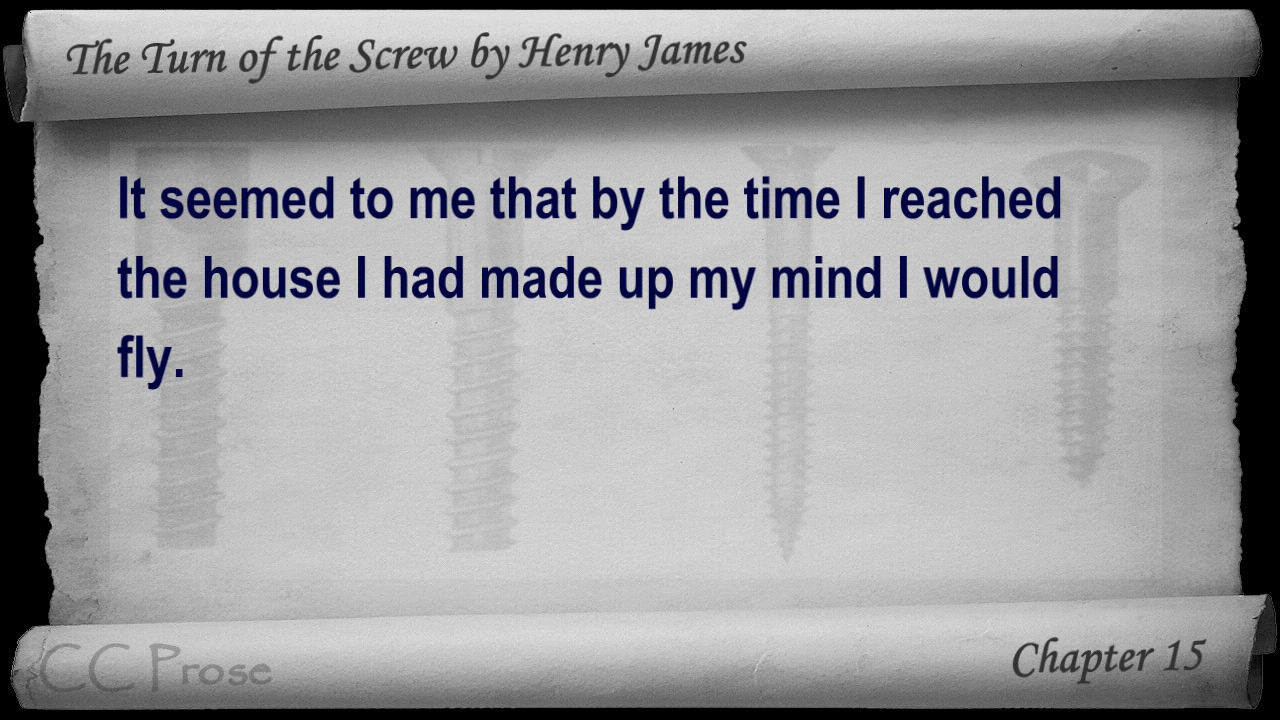 The Turn of the Screw by Henry James
It seemed to me that by the time I reached
the house I had made up my mind I would
fly.
CC Prose
Chapter 15